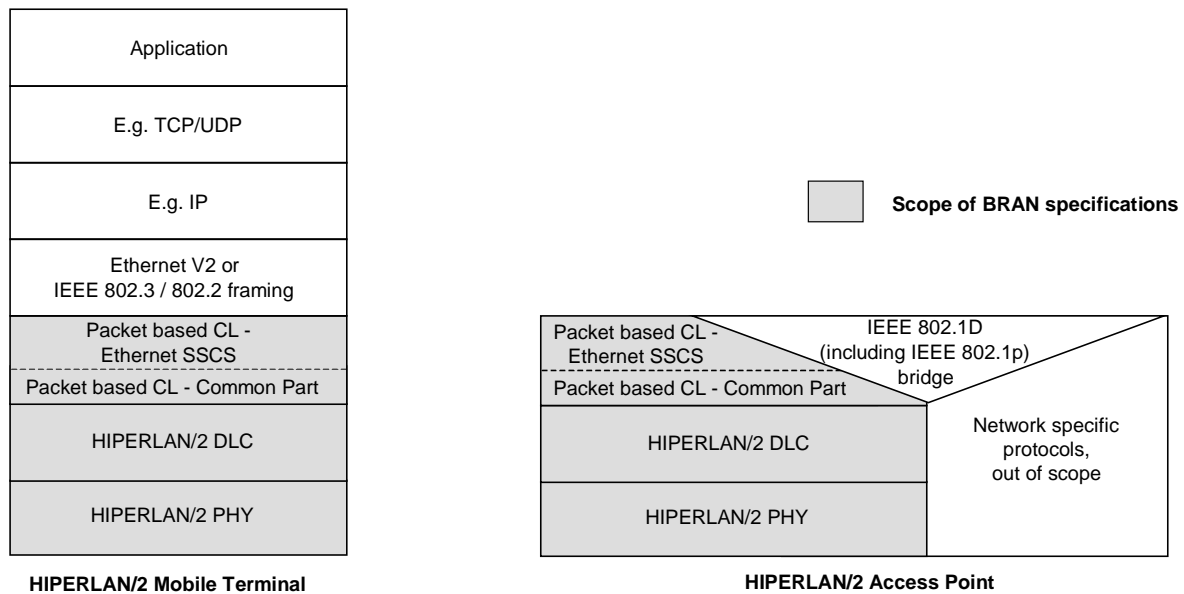 Application
E.g. TCP/UDP
E.g. IP
Ethernet V2 or
IEEE 802.3 / 802.2 framing
Packet based CL -
Ethernet SSCS
Packet based CL - Common Part
HIPERLAN/2 DLC
HIPERLAN/2 PHY
HIPERLAN/2 Mobile Terminal
Scope of BRAN specifications
Packet based CL -
Ethernet SSCS
Packet based CL - Common Part
IEEE 802.1D
(including IEEE 802.1p)
bridge
HIPERLAN/2 DLC
HIPERLAN/2 PHY
Network specific
protocols,
out of scope
HIPERLAN/2 Access Point